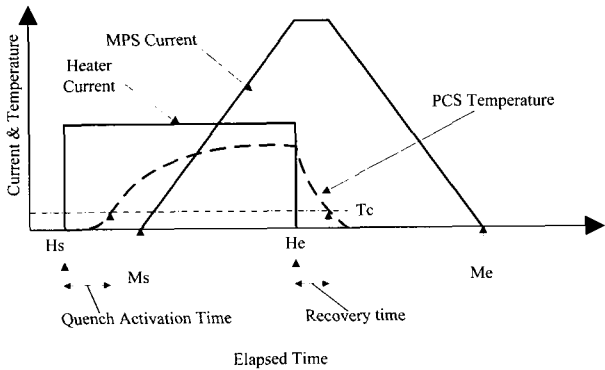 MPS Current
Heater
Current
PCS Temperature
Current & Temperature
Tc
Hs
Ms
He
Me
Quench Activation Time
Recovery time
Elapsed Time